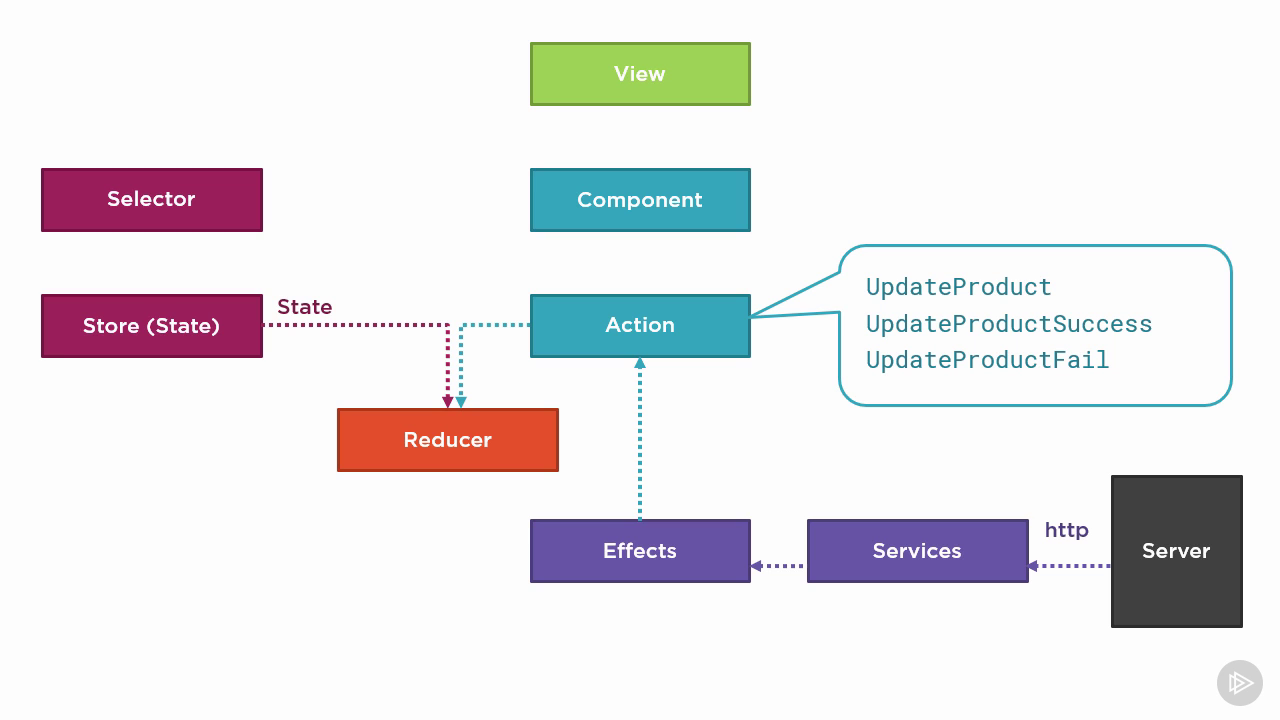 View
Selector
Component
Store (State)
State
Action
UpdateProduct
UpdateProductSuccess
UpdateProductFail
Reducer
Effects
Services
http
Server